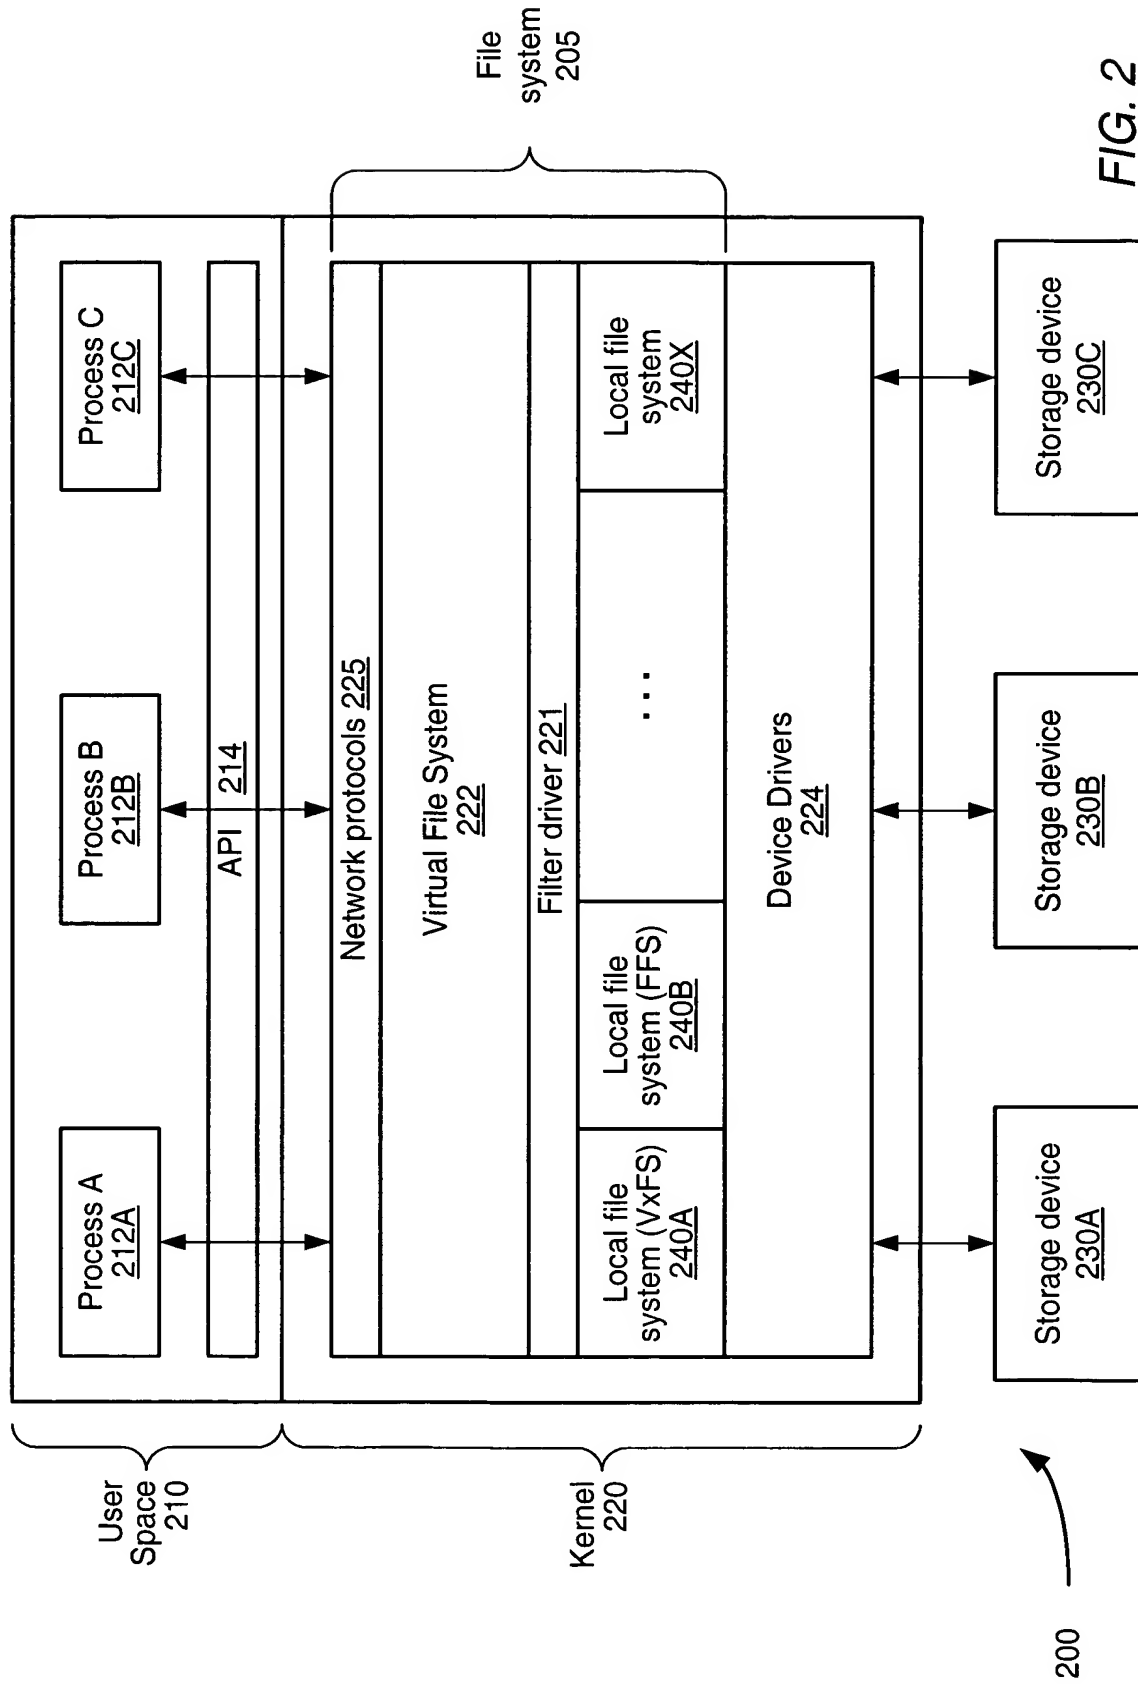 User
Space 210
Process A
212A
Process B
212B
Process C
212C
API 214
Kernel
220
Network protocols 225
Virtual File System
222
Filter driver 221
Local file
system (VxFS)
240A
Local file
system (FFS)
240B
...
Local file
system
240X
Device Drivers
224
File
system
205
Storage device
230A
Storage device
230B
Storage device
230C
200
FIG. 2